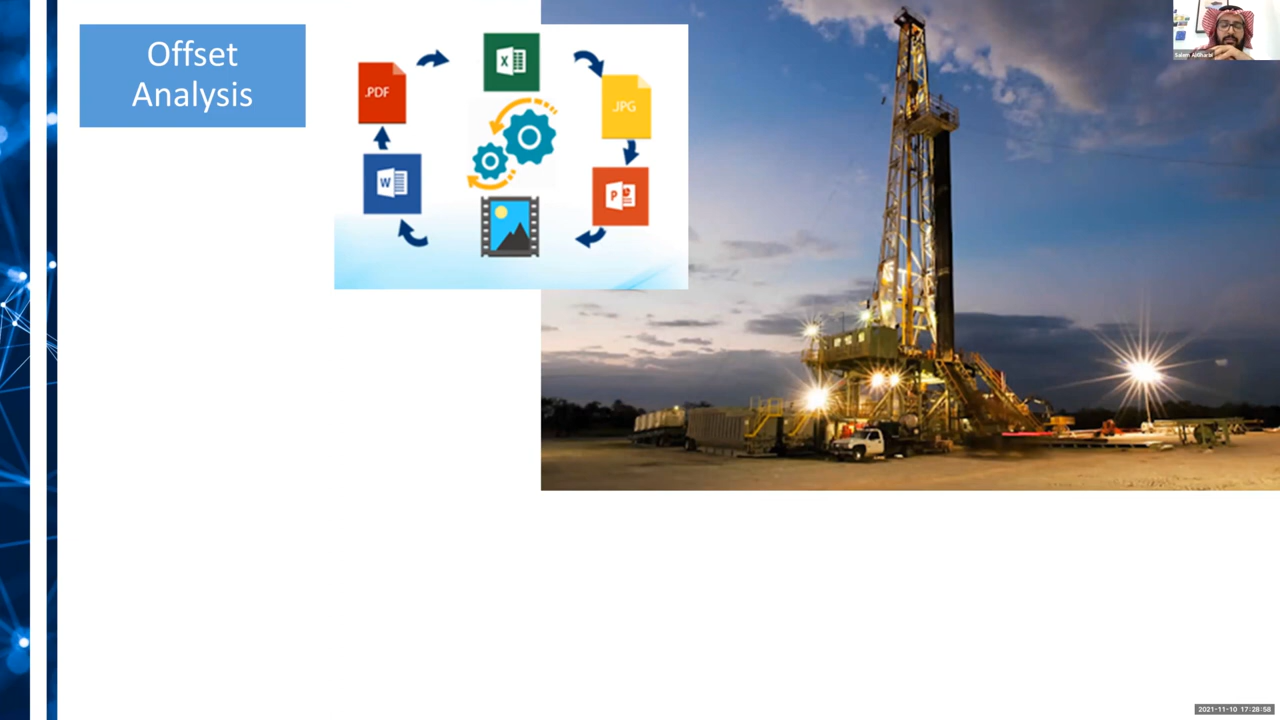 Offset
Analysis
.PDF
X
.JPG
W
P
2021-11-10 17:28:58